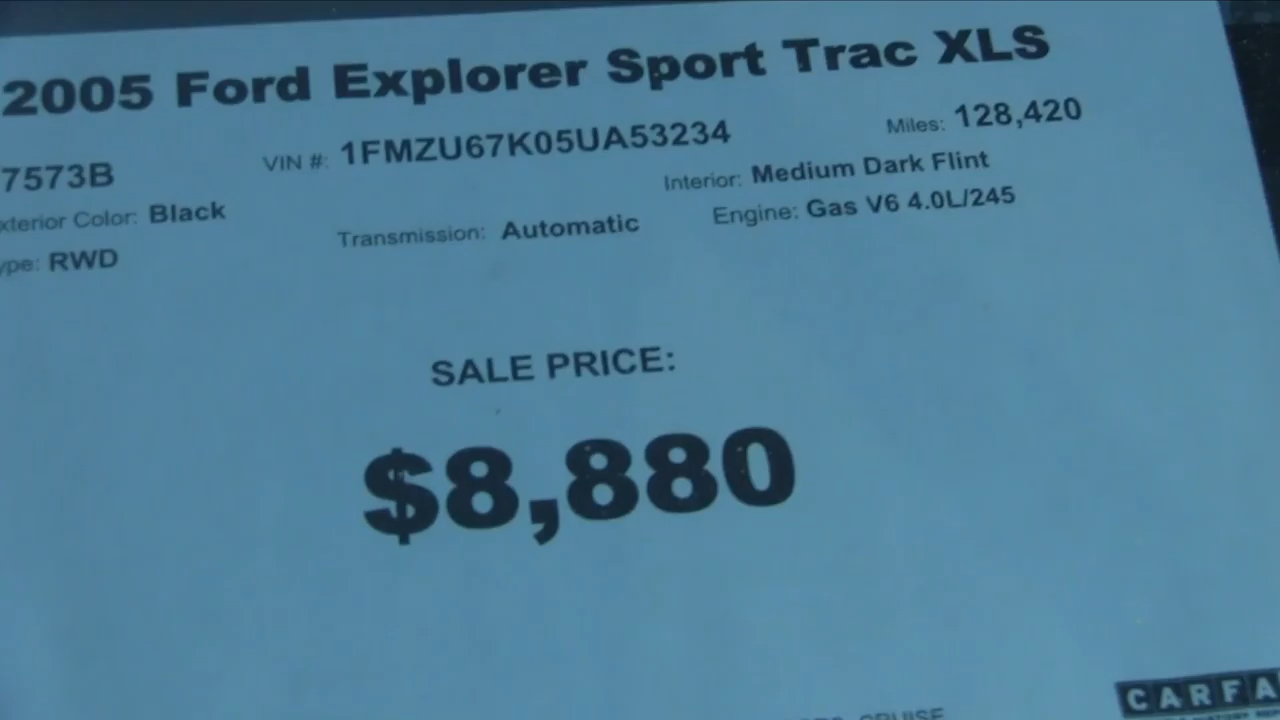 2005 Ford Explorer Sport Trac XLS
7573B VIN #: 1FMZU67K05UA53234 Miles: 128,420
xterior Color: Black Interior: Medium Dark Flint
ype: RWD Transmission: Automatic Engine: Gas V6 4.0L/245
SALE PRICE:
$8,880
CRUISE
CARFA